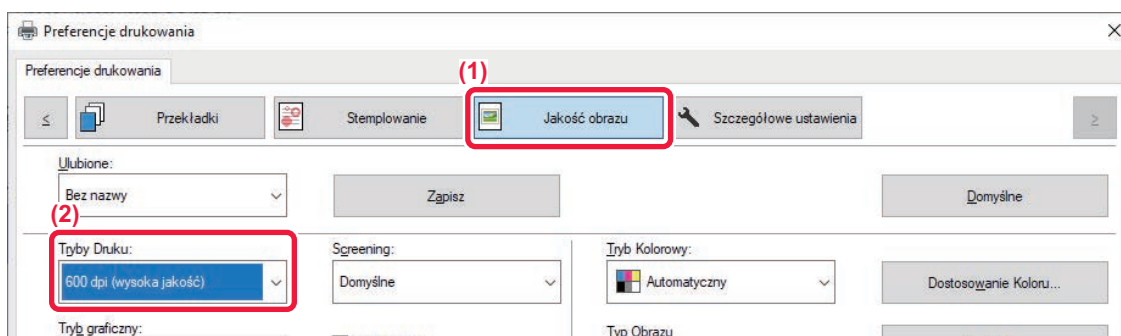 Preferencje drukowania
Preferencje drukowania
(1)
< Przekładki Stemplowanie Jakość obrazu Szczegółowe ustawienia >
Ulubione:
Bez nazwy Zapisz Domyślne
(2)
Tryby Druku: Screening: Tryb Kolorowy:
600 dpi (wysoka jakość) Domyślne Automatyczny Dostosowanie Koloru...
Tryb graficzny: Typ Obrazu